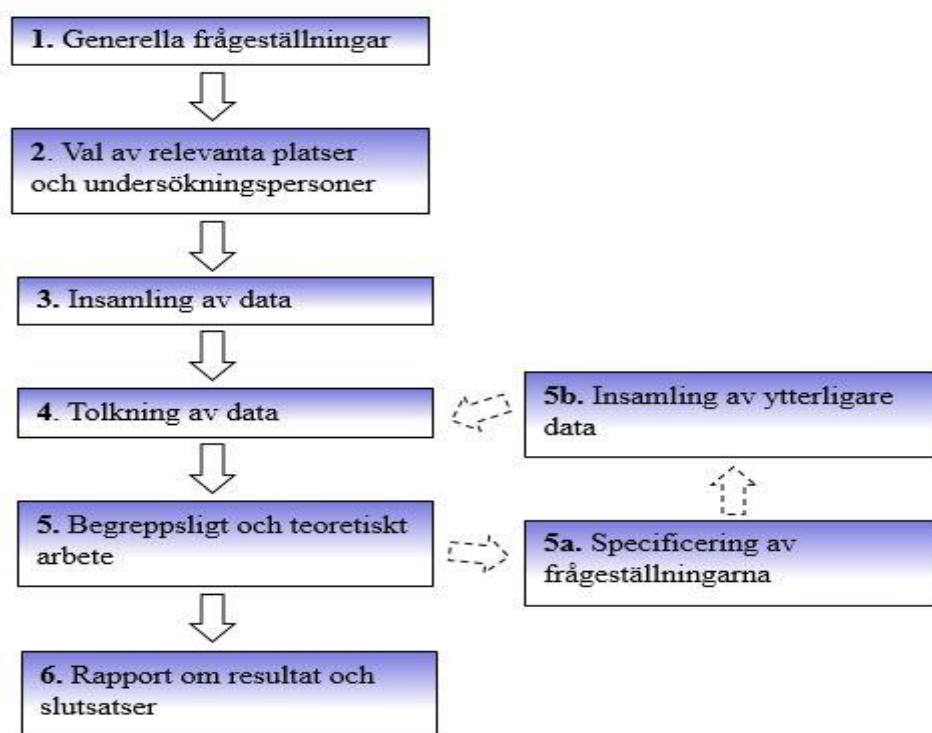 1. Generella frågeställningar
2. Val av relevanta platser
och undersökningspersoner
3. Insamling av data
4. Tolkning av data
5b. Insamling av ytterligare
data
5. Begreppsligt och teoretiskt
arbete
5a. Specificering av
frågeställningarna
6. Rapport om resultat och
slutsatser